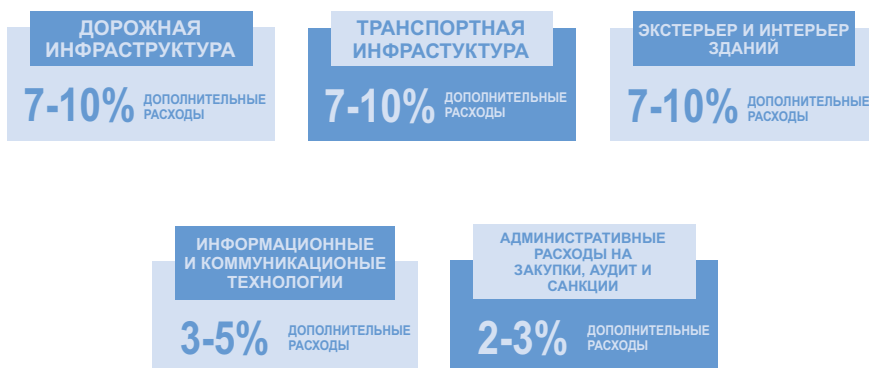 ДОРОЖНАЯ
ИНФРАСТРУКТУРА
7-10%
ДОПОЛНИТЕЛЬНЫЕ
РАСХОДЫ
ТРАНСПОРТНАЯ
ИНФРАСТУКТУРА
7-10%
ДОПОЛНИТЕЛЬНЫЕ
РАСХОДЫ
ЭКСТЕРЬЕР И ИНТЕРЬЕР
ЗДАНИЙ
7-10%
ДОПОЛНИТЕЛЬНЫЕ
РАСХОДЫ
ИНФОРМАЦИОННЫЕ
И КОММУНИКАЦИОНЫЕ
ТЕХНОЛОГИИ
3-5%
ДОПОЛНИТЕЛЬНЫЕ
РАСХОДЫ
АДМИНИСТРАТИВНЫЕ
РАСХОДЫ НА
ЗАКУПКИ, АУДИТ И
САНКЦИИ
2-3%
ДОПОЛНИТЕЛЬНЫЕ
РАСХОДЫ